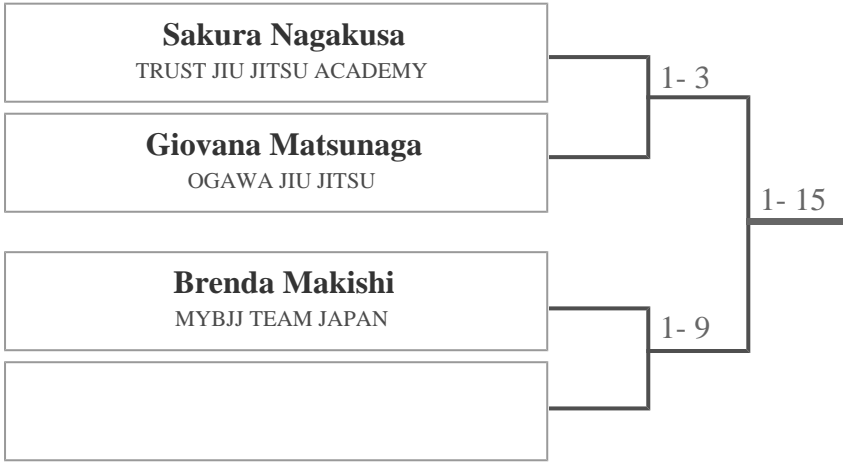 Sakura Nagakusa
TRUST JIU JITSU ACADEMY
1- 3
Giovana Matsunaga
OGAWA JIU JITSU
1- 15
Brenda Makishi
MYBJJ TEAM JAPAN
1- 9